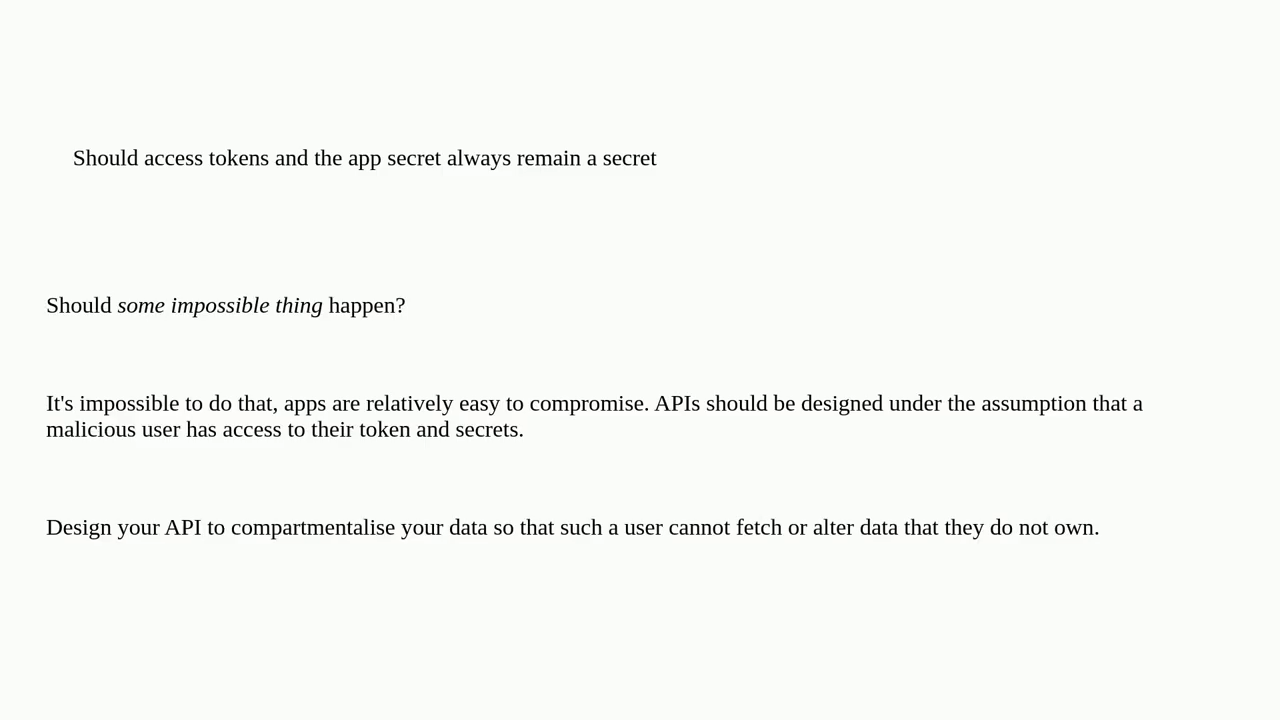 Should access tokens and the app secret always remain a secret
Should some impossible thing happen?
It's impossible to do that, apps are relatively easy to compromise. APIs should be designed under the assumption that a
malicious user has access to their token and secrets.
Design your API to compartmentalise your data so that such a user cannot fetch or alter data that they do not own.